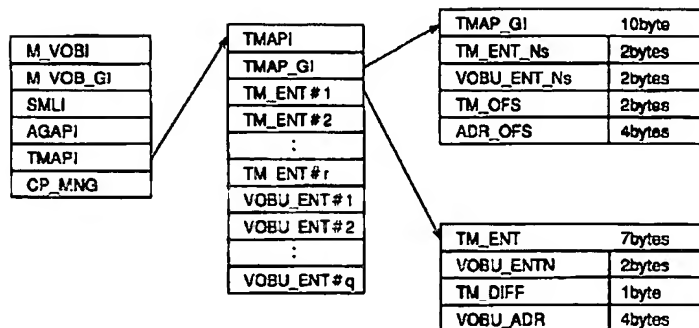 M_VOBI
M_VOB_GI
SMLI
AGAPI
TMAPI
CP_MNG
TMAPI
TMAP_GI
TM_ENT#1
TM_ENT#2
:
TM_ENT#r
VOBU_ENT#1
VOBU_ENT#2
:
VOBU_ENT#q
TMAP_GI 10byte
TM_ENT_Ns 2bytes
VOBU_ENT_Ns 2bytes
TM_OFS 2bytes
ADR_OFS 4bytes
TM_ENT 7bytes
VOBU_ENTN 2bytes
TM_DIFF 1byte
VOBU_ADR 4bytes